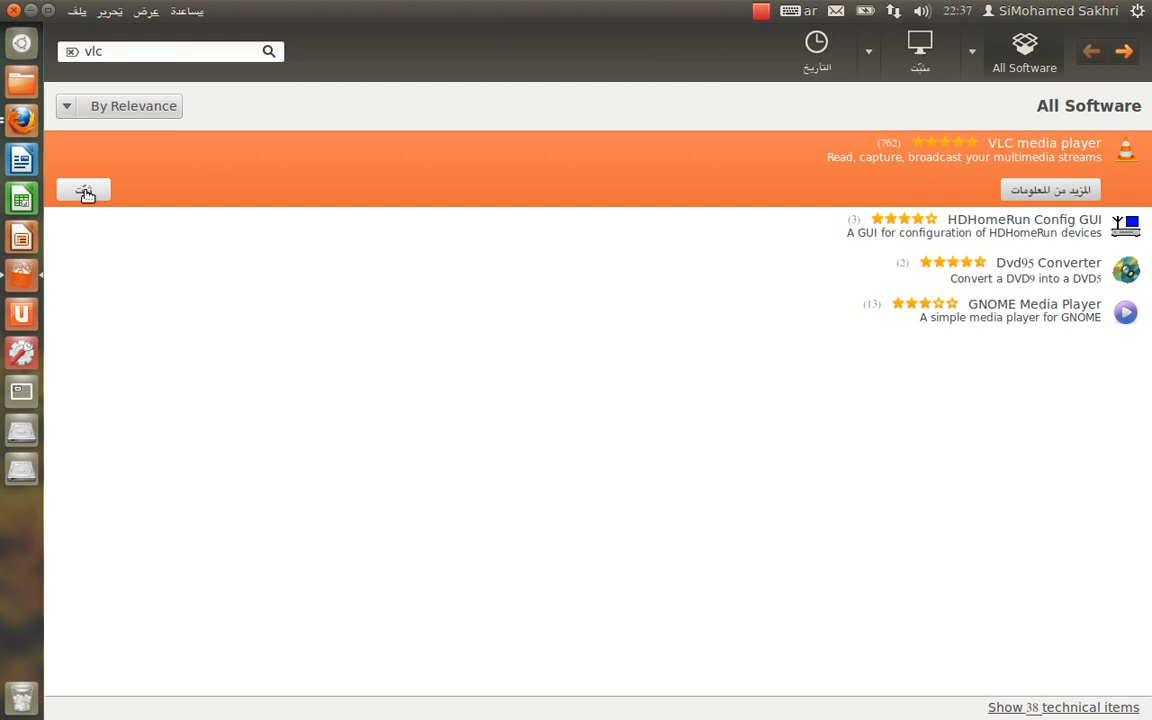 ملف تحرير عرض مساعدة
ar 22:37 SiMohamed Sakhri
vlc
التأريخ
مثبّت
All Software
By Relevance
All Software
VLC media player (762)
Read, capture, broadcast your multimedia streams
المزيد من المعلومات
HDHomeRun Config GUI (3)
A GUI for configuration of HDHomeRun devices
Dvd95 Converter (2)
Convert a DVD9 into a DVD5
GNOME Media Player (13)
A simple media player for GNOME
Show 38 technical items